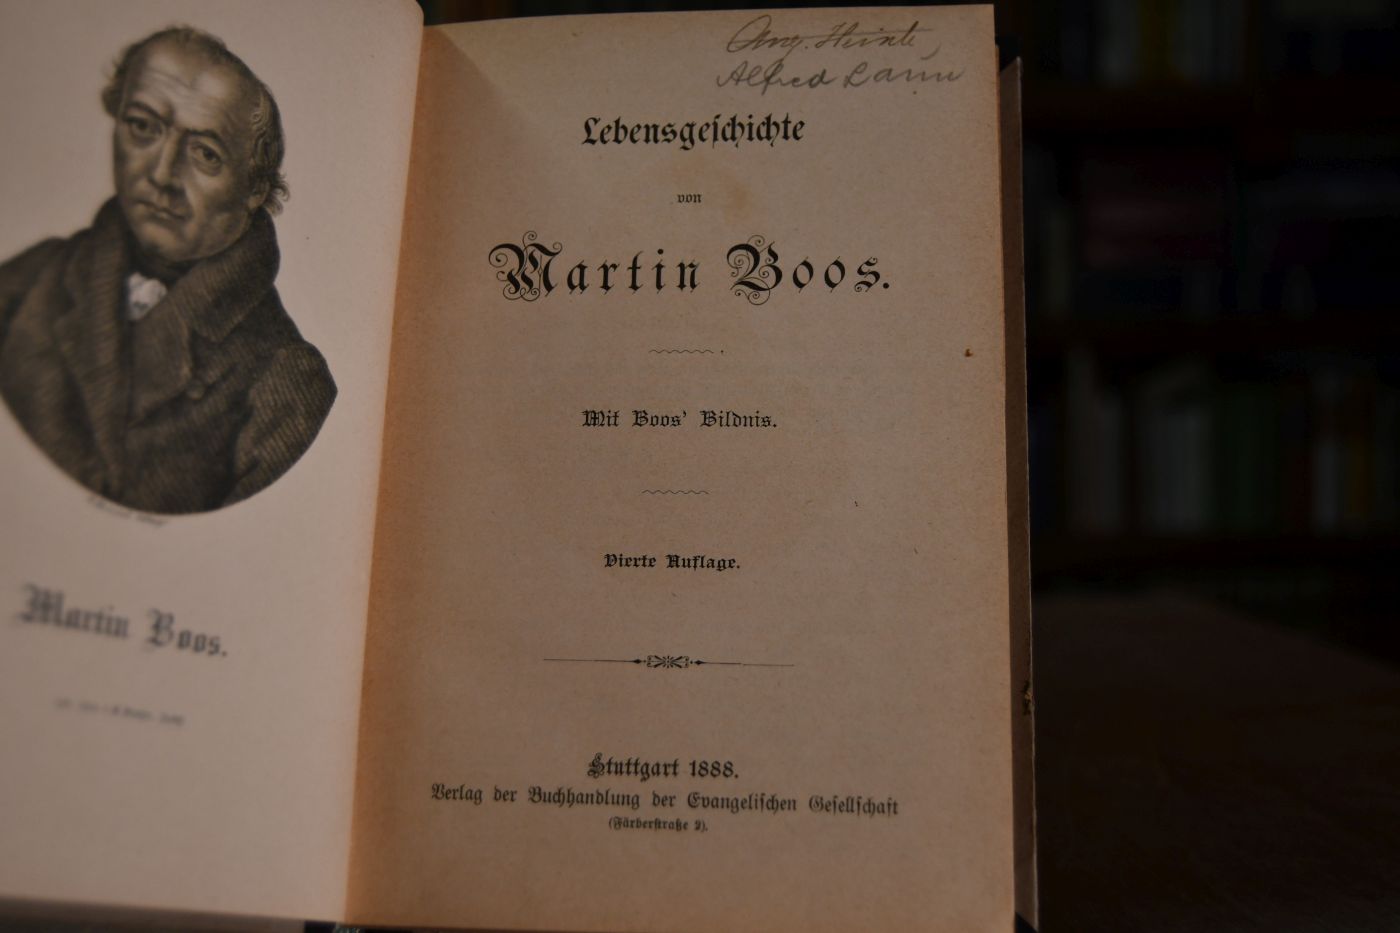 Martin Boos.
Alfred
Lebensgeschichte
von
Martin Boos.
Mit Boos' Bildnis.
Vierte Auflage.
Stuttgart 1888.
Verlag der Buchhandlung der Evangelischen Gesellschaft
(Färberstraße 2).